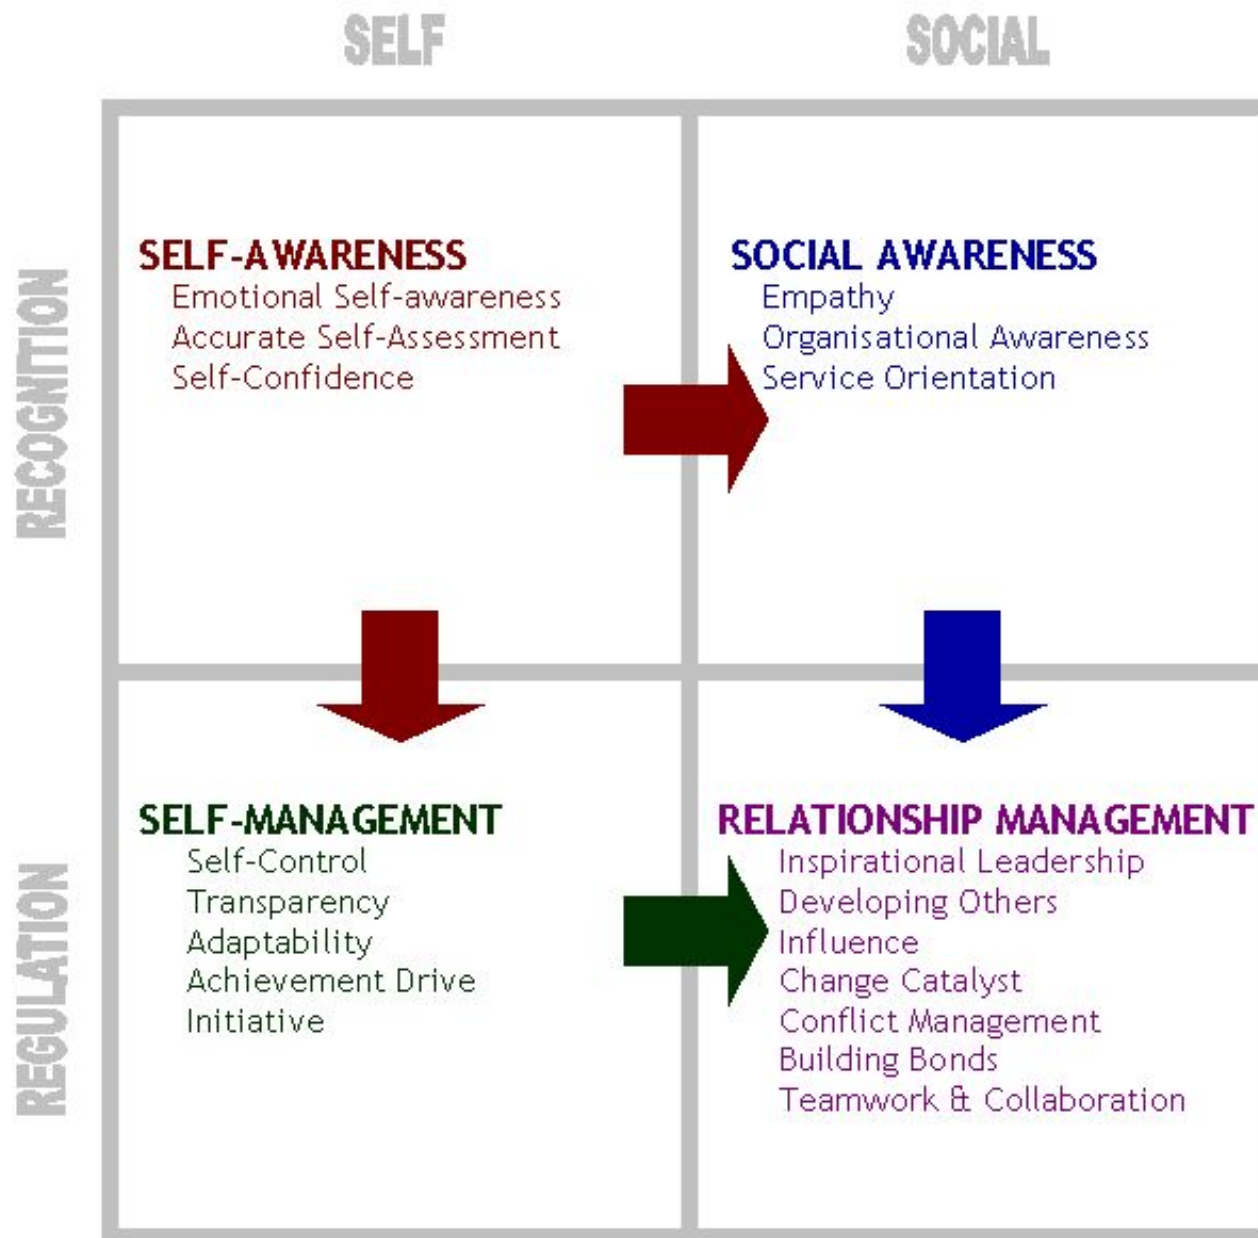 SELF
SOCIAL
RECOGNITION
SELF-AWARENESS
Emotional Self-awareness
Accurate Self-Assessment
Self-Confidence
SOCIAL AWARENESS
Empathy
Organisational Awareness
Service Orientation
REGULATION
SELF-MANAGEMENT
Self-Control
Transparency
Adaptability
Achievement Drive
Initiative
RELATIONSHIP MANAGEMENT
Inspirational Leadership
Developing Others
Influence
Change Catalyst
Conflict Management
Building Bonds
Teamwork & Collaboration